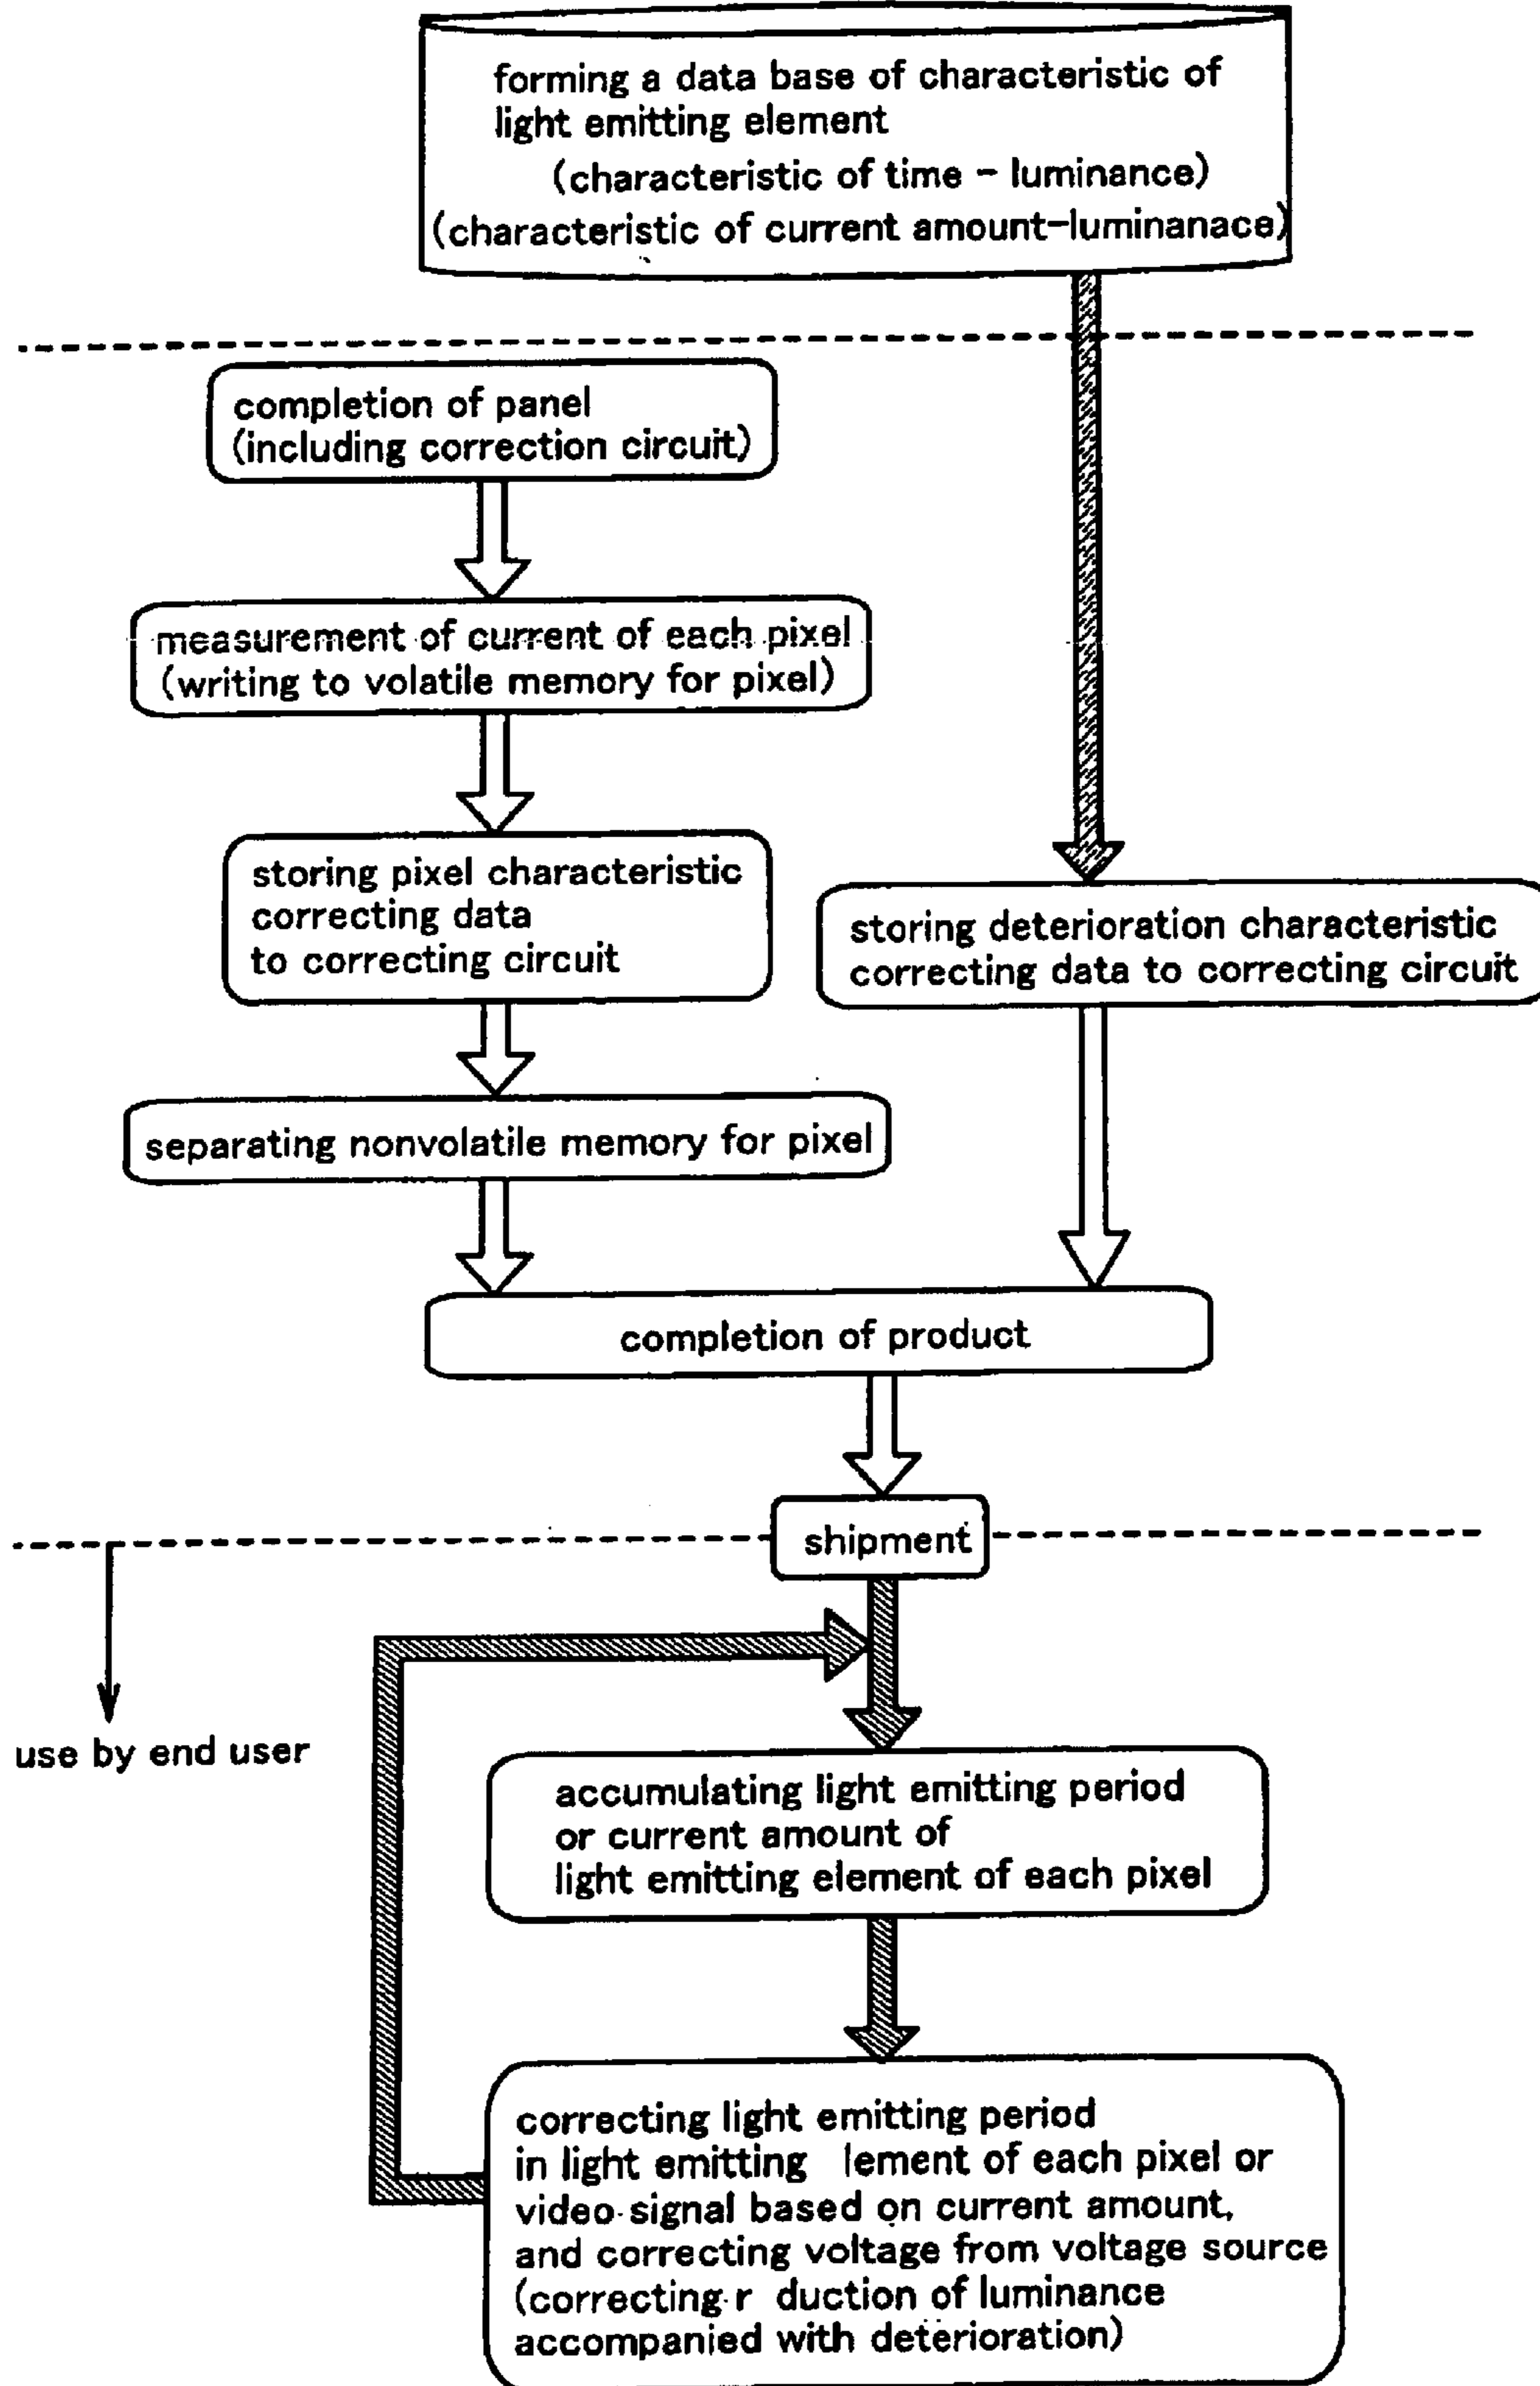 forming a data base of characteristic of
light emitting element
(characteristic of time - luminance)
(characteristic of current amount-luminanace)
completion of panel
(including correction circuit)
measurement of current of each pixel
(writing to volatile memory for pixel)
storing pixel characteristic
correcting data
to correcting circuit
storing deterioration characteristic
correcting data to correcting circuit
separating nonvolatile memory for pixel
completion of product
shipment
use by end user
accumulating light emitting period
or current amount of
light emitting element of each pixel
correcting light emitting period
in light emitting lement of each pixel or
video signal based on current amount,
and correcting voltage from voltage source
(correcting r duction of luminance
accompanied with deterioration)